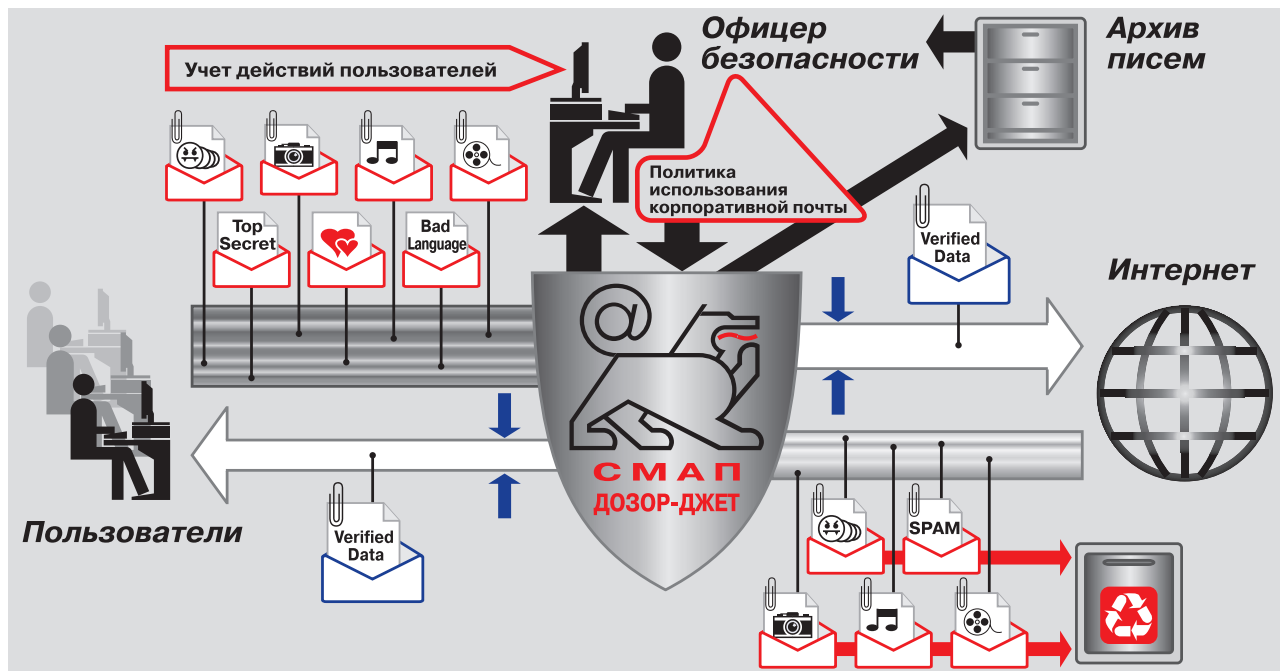 Офицер
безопасности
Архив
писем
Учет действий пользователей
Политика
использования
корпоративной почты
Top
Secret
Bad
Language
Verified
Data
Интернет
@
СМАП
ДОЗОР-ДЖЕТ
Пользователи
Verified
Data
SPAM